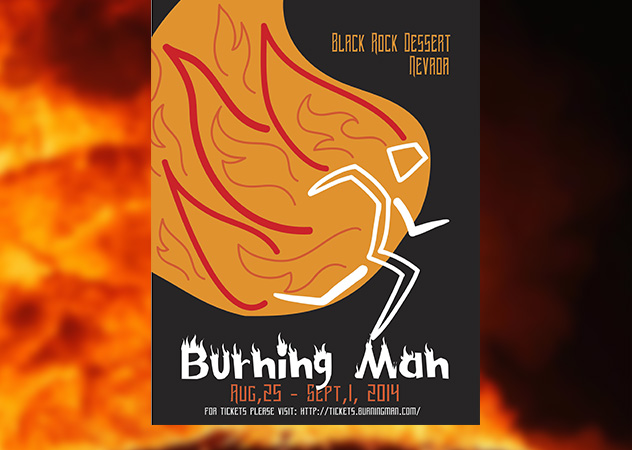 Black Rock Dessert
Nevada
Burning Man
Aug,25 - Sept,1, 2014
FOR TICKETS PLEASE VISIT: HTTP://TICKETS.BURNINGMAN.COM/